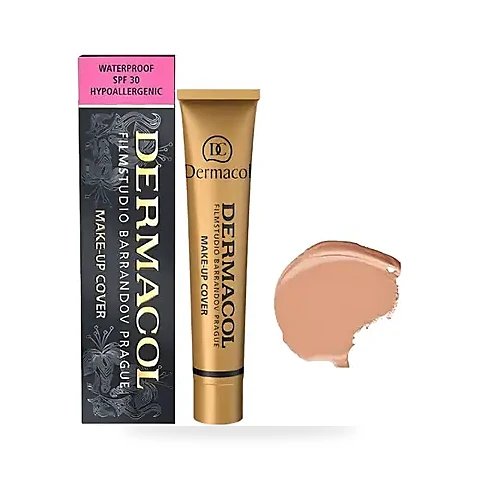 WATERPROOF
SPF 30
HYPOALLERGENIC
DERMACOL
FILMSTUDIO BARRANDOV PRAGUE
MAKE-UP COVER
DC
Dermacol
DERMACOL
FILMSTUDIO BARRANDOV PRAGUE
MAKE-UP COVER